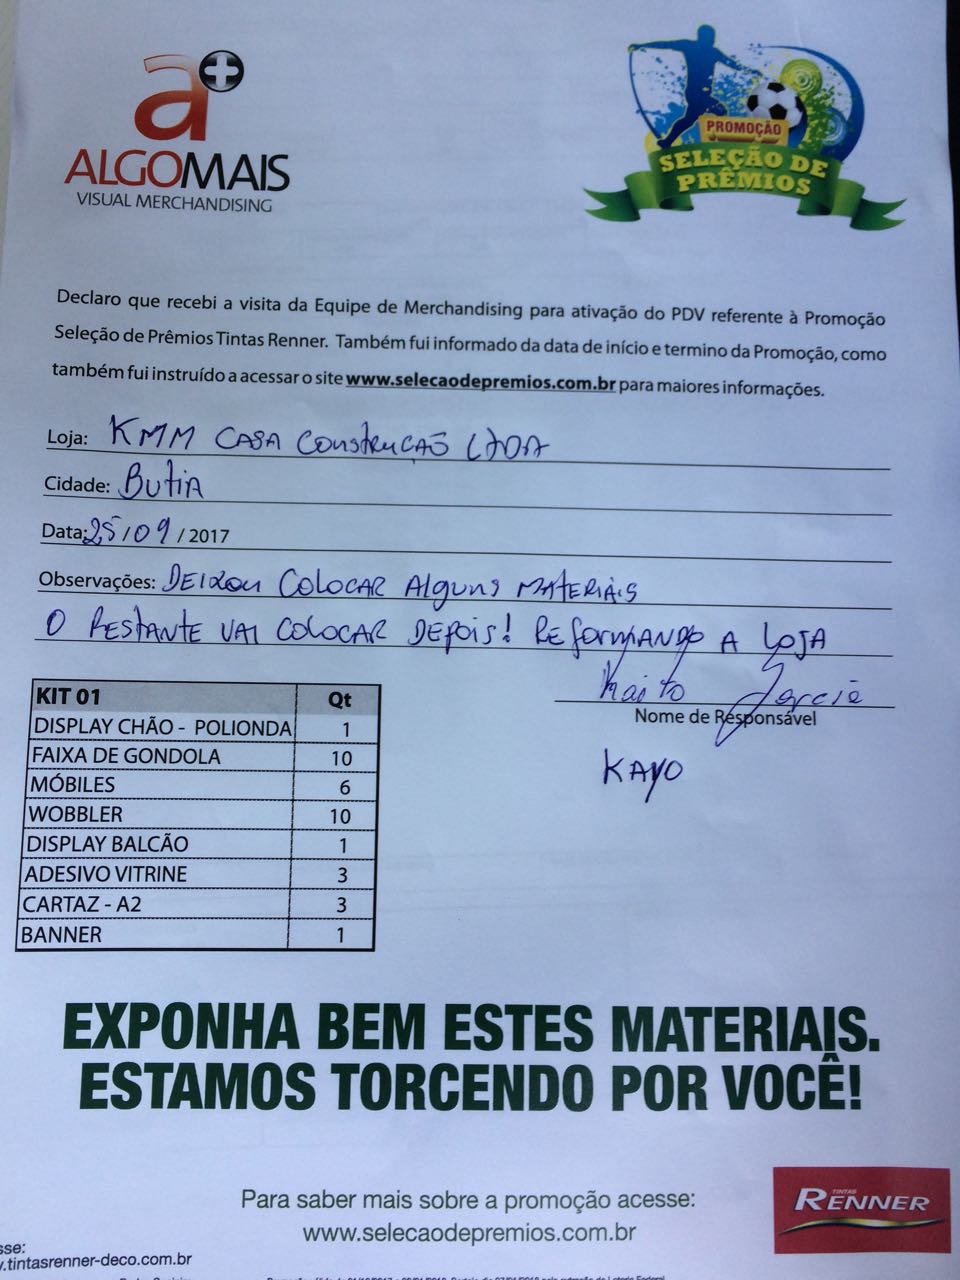 a+
ALGOMAIS
VISUAL MERCHANDISING
PROMOÇÃO
SELEÇÃO DE
PRÊMIOS
Declaro que recebi a visita da Equipe de Merchandising para ativação do PDV referente à Promoção
Seleção de Prêmios Tintas Renner. Também fui informado da data de início e termino da Promoção, como
também fui instruído a acessar o site www.selecaodepremios.com.br para maiores informações.
Loja: KMM CASA CONSTRUCAÕ LTDA
Cidade: BUTIA
Data: 25/09/2017
Observações: DEIXOU COLOCAR ALGUNS MATERIAIS
O RESTANTE VAI COLOCAR DEPOIS! REFORMANDO A LOJA
Nome de Responsável
KAYO
KIT 01 Qt
DISPLAY CHÃO - POLIONDA 1
FAIXA DE GONDOLA 10
MÓBILES 6
WOBBLER 10
DISPLAY BALCÃO 1
ADESIVO VITRINE 3
CARTAZ - A2 3
BANNER 1
EXPONHA BEM ESTES MATERIAIS.
ESTAMOS TORCENDO POR VOCÊ!
Para saber mais sobre a promoção acesse:
www.selecaodepremios.com.br
TINTAS
RENNER
sse:
.tintasrenner-deco.com.br